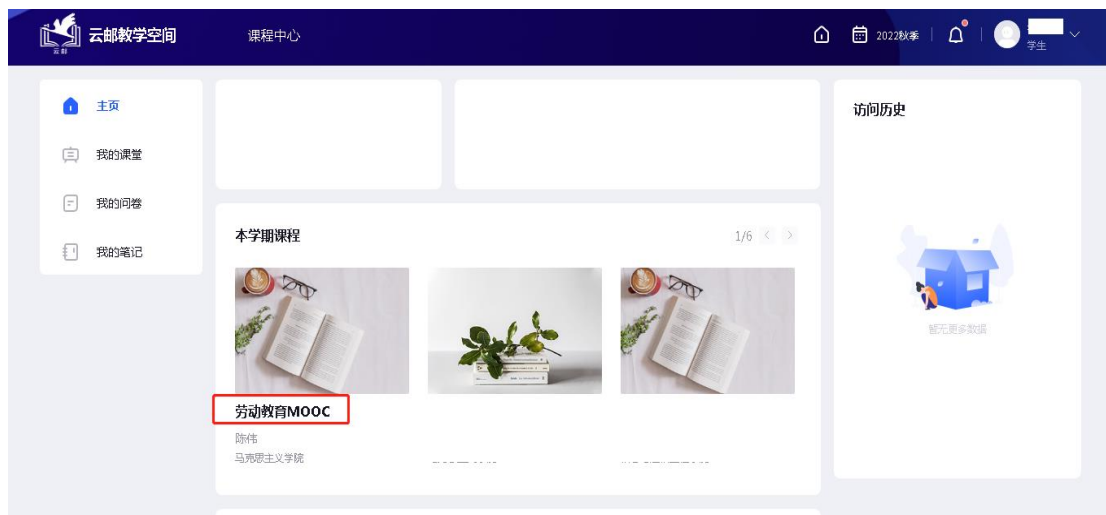 云邮教学空间
云邮
课程中心
2022秋季
学生
主页
我的课堂
我的问卷
我的笔记
本学期课程
1/6
劳动教育MOOC
陈伟
马克思主义学院
访问历史
暂无更多数据